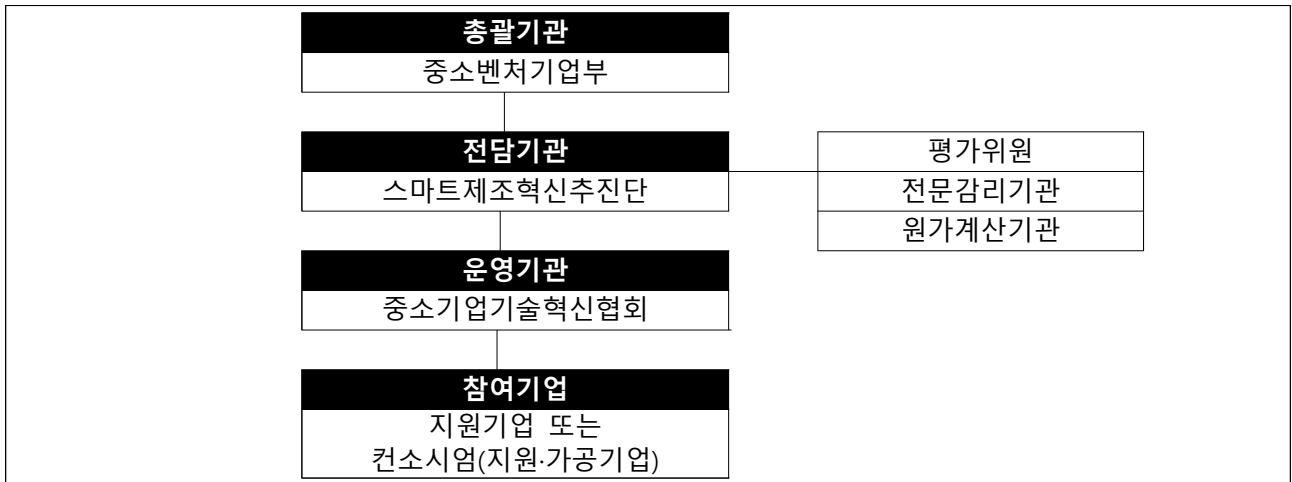 총괄기관
중소벤처기업부
전담기관
스마트제조혁신추진단
평가위원
전문감리기관
원가계산기관
운영기관
중소기업기술혁신협회
참여기업
지원기업 또는
컨소시엄(지원·가공기업)